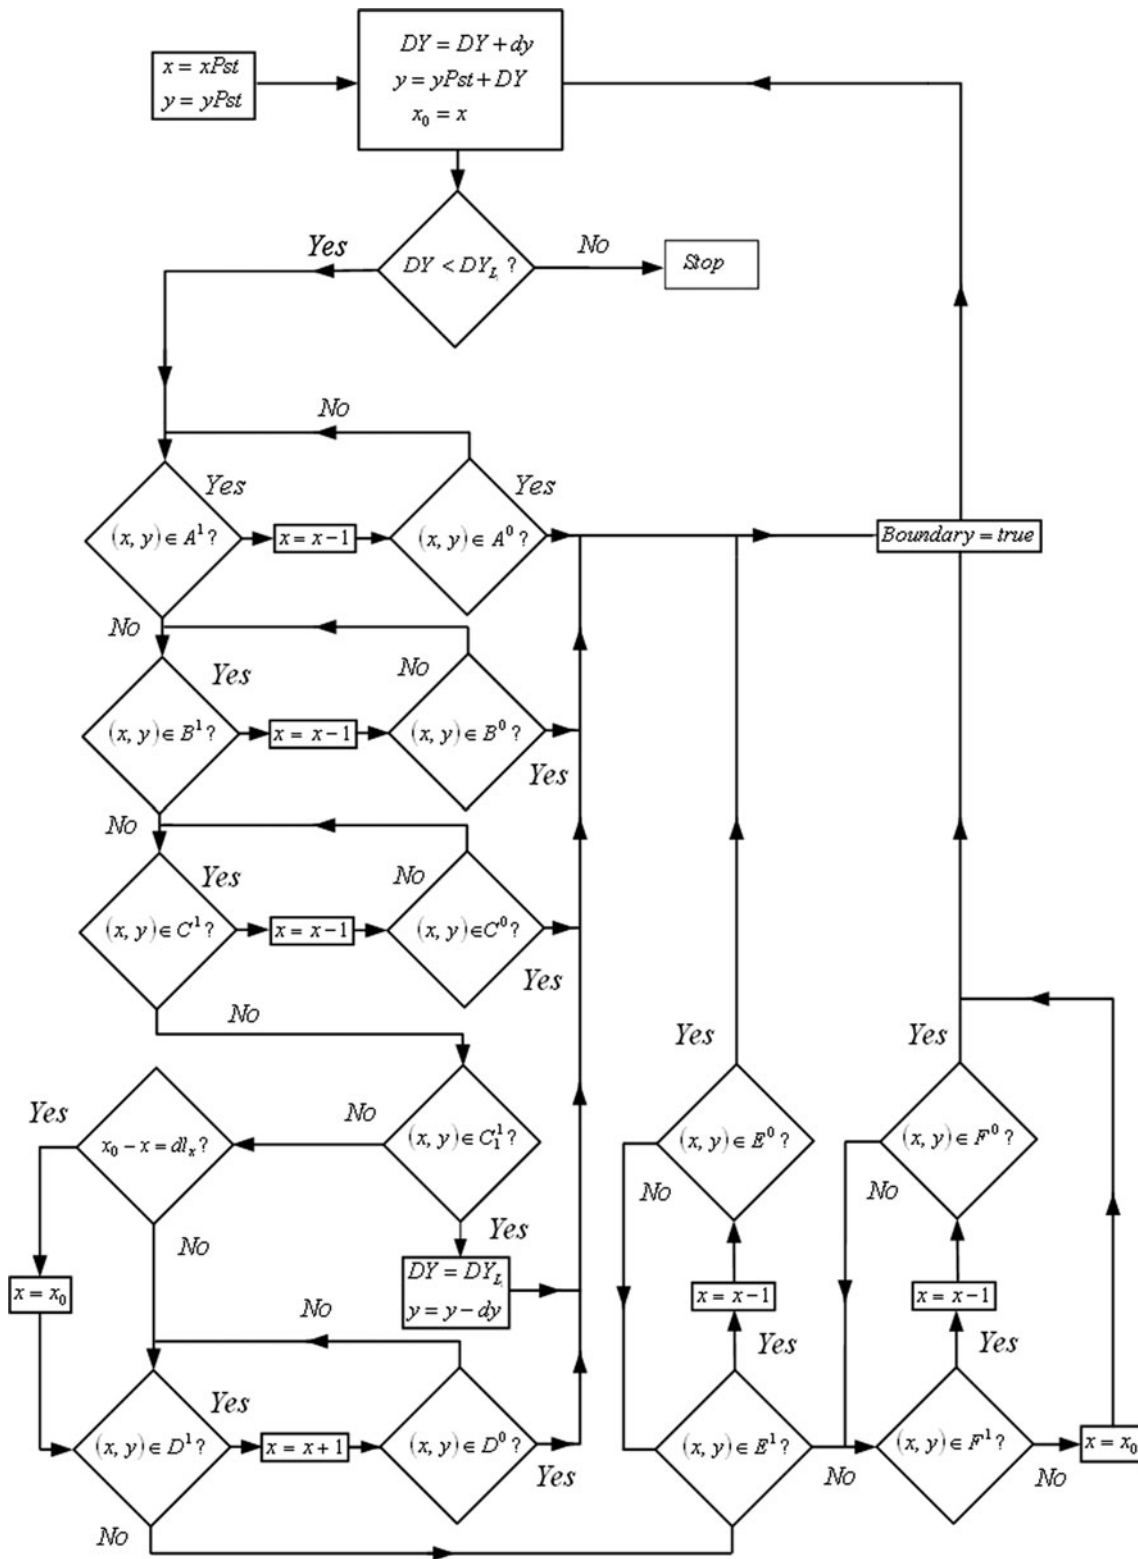 x = xPst
y = yPst
DY = DY + dy
y = yPst + DY
x₀ = x
DY < DY_L ?
Yes
No
Stop
No
(x, y) ∈ A¹ ?
Yes
x = x − 1
(x, y) ∈ A⁰ ?
Yes
Boundary = true
No
(x, y) ∈ B¹ ?
Yes
x = x − 1
No
(x, y) ∈ B⁰ ?
Yes
No
(x, y) ∈ C¹ ?
Yes
x = x − 1
No
(x, y) ∈ C⁰ ?
Yes
No
(x, y) ∈ C₁¹ ?
No
Yes
x₀ − x = dlₓ ?
Yes
No
x = x₀
DY = DY_L
y = y − dy
No
(x, y) ∈ D¹ ?
Yes
x = x + 1
(x, y) ∈ D⁰ ?
Yes
No
Yes
(x, y) ∈ E⁰ ?
No
x = x − 1
Yes
(x, y) ∈ E¹ ?
No
Yes
(x, y) ∈ F⁰ ?
No
x = x − 1
Yes
(x, y) ∈ F¹ ?
No
x = x₀